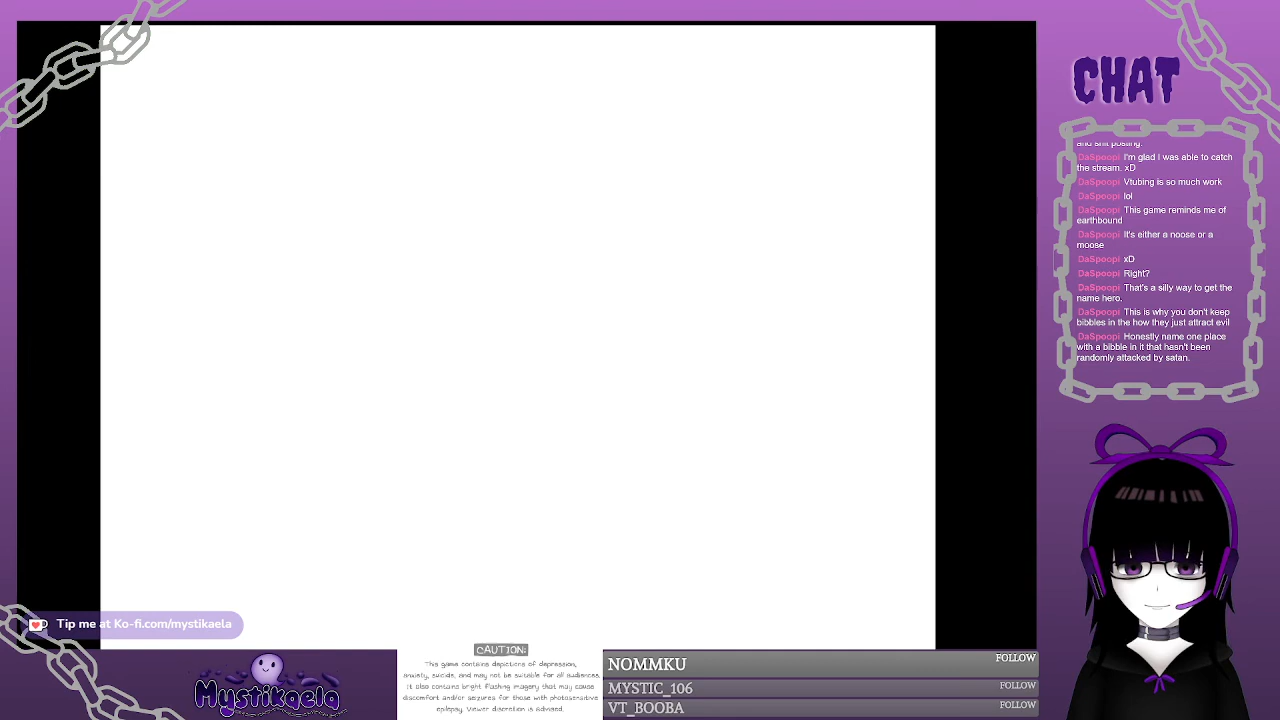 CHAT
and shit posting.
DaSpoopi I'm glad I was able to catch
the stream. xD
DaSpoopi Vtubing is so much work
DaSpoopi lol
DaSpoopi This game reminds me of
earthbound
DaSpoopi It's either a noose or a
moose
DaSpoopi xD
DaSpoopi Right?
DaSpoopi That's a silly way to get the
name hero.
DaSpoopi This is why you don't keep
bibbles in the how they just attract evil
DaSpoopi Honestly name one place
with a bibble in it that hasn't been
randomly attacked by satan.
Tip me at Ko-fi.com/mystikaela
Mystikaela
CAUTION:
This game contains depictions of depression,
anxiety, suicide, and may not be suitable for all audiences.
It also contains bright flashing imagery that may cause
discomfort and/or seizures for those with photosensitive
epilepsy. Viewer discretion is advised.
NOMMKU FOLLOW
MYSTIC_106 FOLLOW
VT_BOOBA FOLLOW